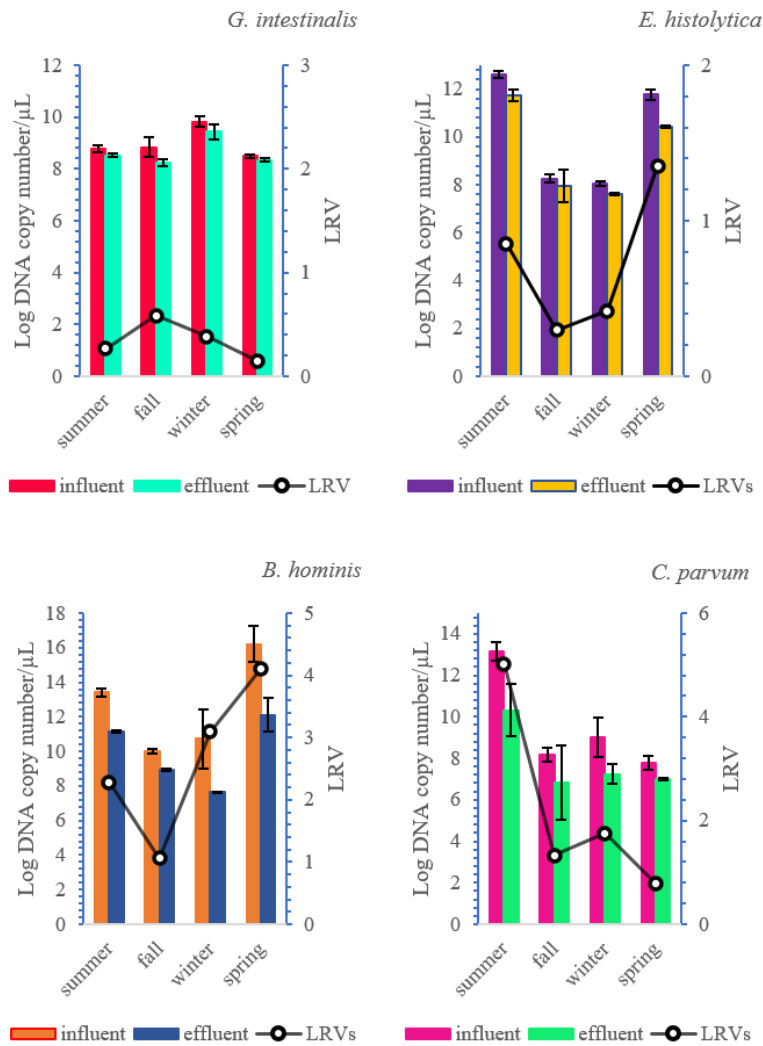 G. intestinalis
Log DNA copy number/µL
12
10
8
6
4
2
0
3
2
1
0
LRV
summer
fall
winter
spring
influent effluent LRV
E. histolytica
Log DNA copy number/µL
12
10
8
6
4
2
0
2
1
0
LRV
summer
fall
winter
spring
influent effluent LRVs
B. hominis
Log DNA copy number/µL
18
16
14
12
10
8
6
4
2
0
5
4
3
2
1
0
LRV
summer
fall
winter
spring
influent effluent LRVs
C. parvum
Log DNA copy number/µL
14
12
10
8
6
4
2
0
6
4
2
0
LRV
summer
fall
winter
spring
influent effluent LRVs